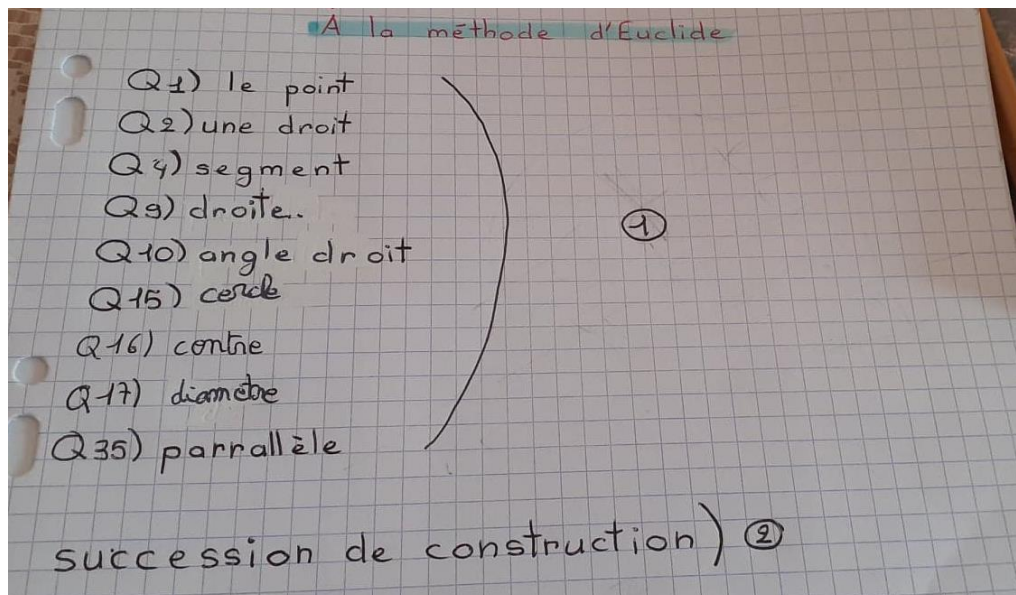 À la méthode d'Euclide
Q1) le point
Q2) une droit
Q4) segment
Q9) droite.
Q10) angle droit
Q15) cercle
Q16) contre
Q17) diamètre
Q35) parrallèle
①
succession de construction) ②